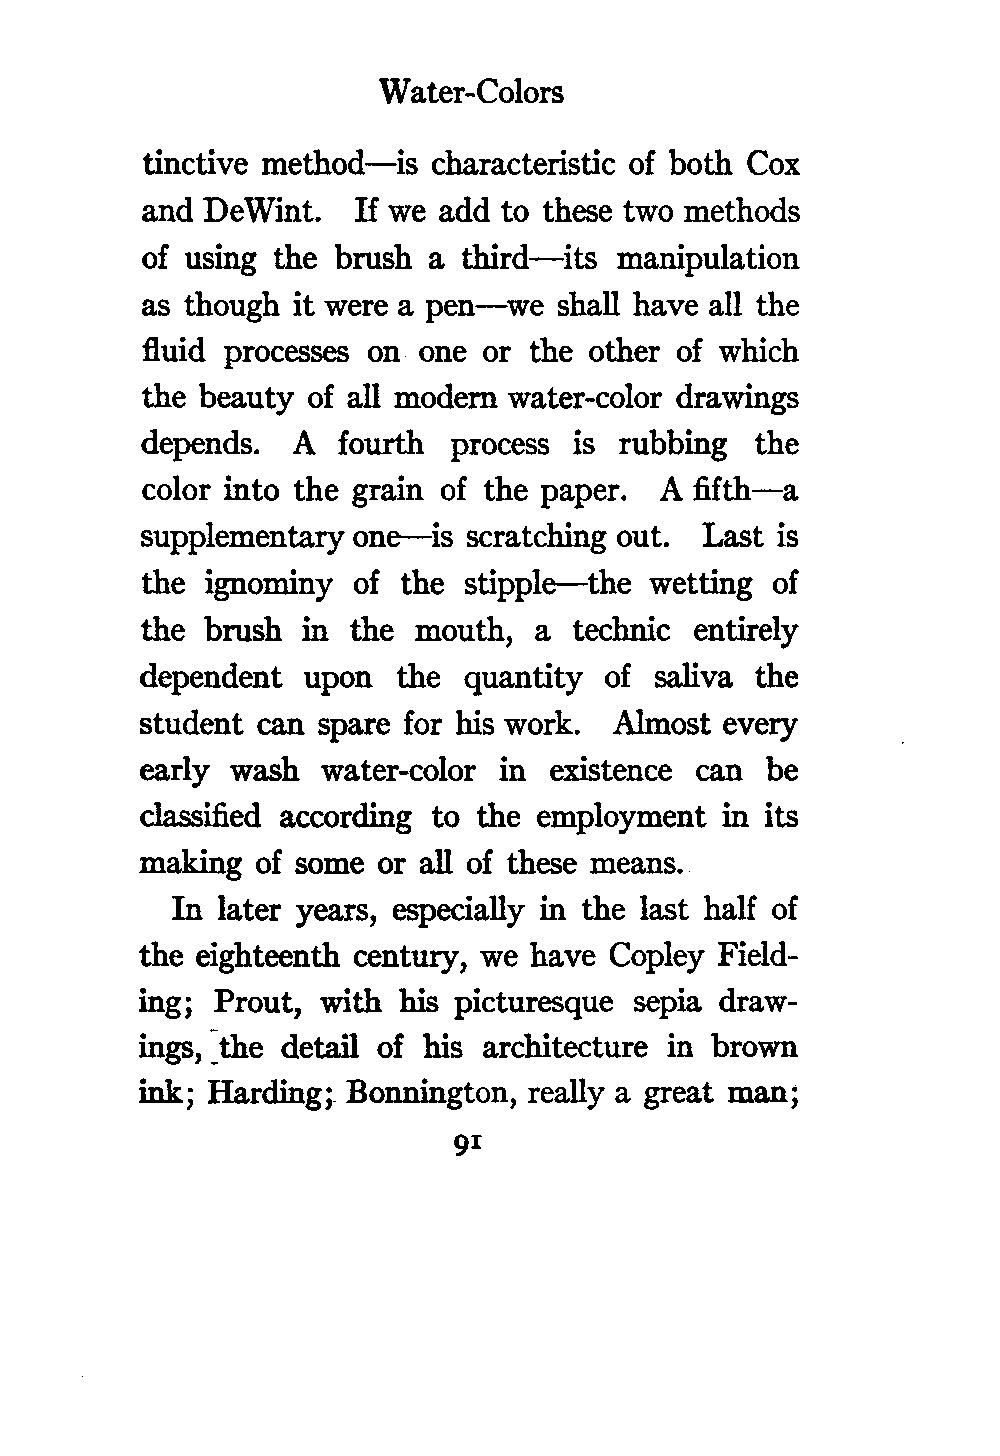 Water-Colors
tinctive method—is characteristic of both Cox
and DeWint. If we add to these two methods
of using the brush a third—its manipulation
as though it were a pen—we shall have all the
fluid processes on one or the other of which
the beauty of all modern water-color drawings
depends. A fourth process is rubbing the
color into the grain of the paper. A fifth—a
supplementary one—is scratching out. Last is
the ignominy of the stipple—the wetting of
the brush in the mouth, a technic entirely
dependent upon the quantity of saliva the
student can spare for his work. Almost every
early wash water-color in existence can be
classified according to the employment in its
making of some or all of these means.
In later years, especially in the last half of
the eighteenth century, we have Copley Field-
ing; Prout, with his picturesque sepia draw-
ings, the detail of his architecture in brown
ink; Harding; Bonnington, really a great man;
91